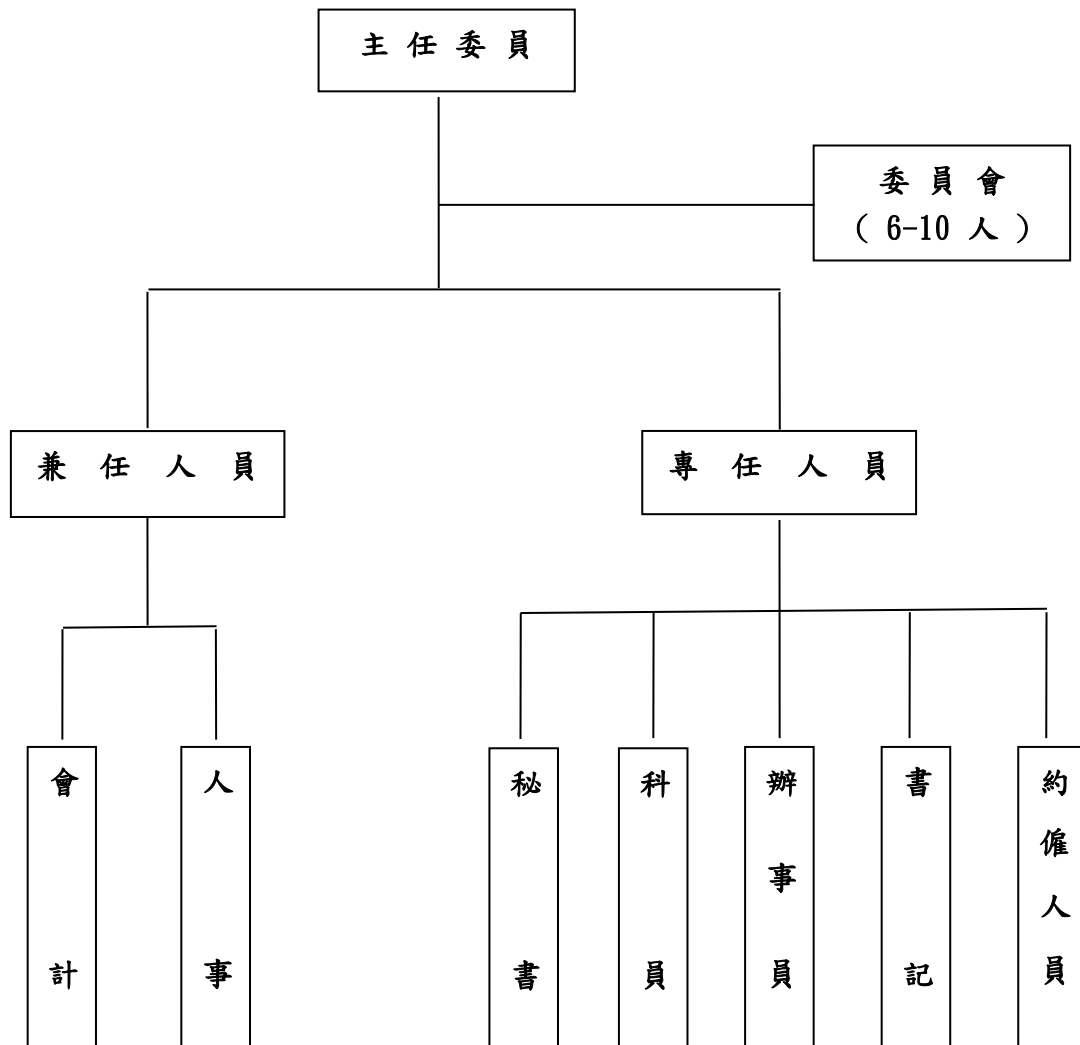 主任委員
委員會
( 6-10 人 )
兼任人員
專任人員
會計
人事
秘書
科員
辦事員
書記
約僱人員